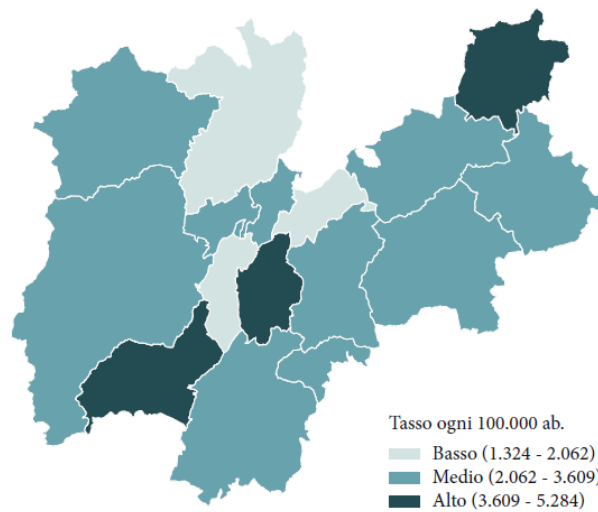 Tasso ogni 100.000 ab.
Basso (1.324 - 2.062)
Medio (2.062 - 3.609)
Alto (3.609 - 5.284)